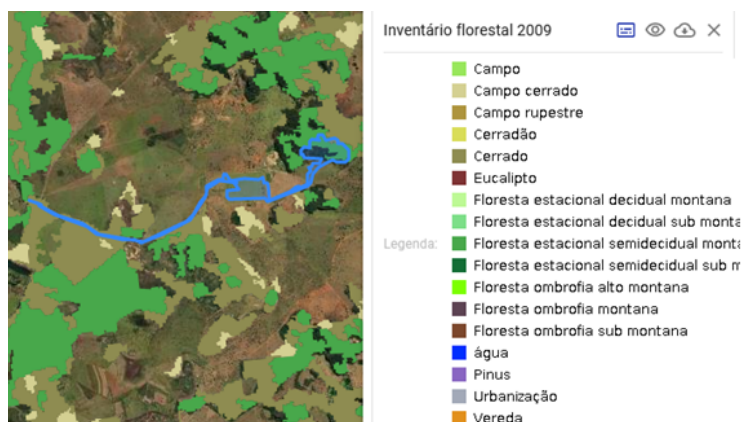 Inventário florestal 2009
Campo
Campo cerrado
Campo rupestre
Cerradão
Cerrado
Eucalipto
Floresta estacional decidual montana
Floresta estacional decidual sub monta
Legenda: Floresta estacional semidecidual monta
Floresta estacional semidecidual sub m
Floresta ombrofia alto montana
Floresta ombrofia montana
Floresta ombrofia sub montana
água
Pinus
Urbanização
Vereda